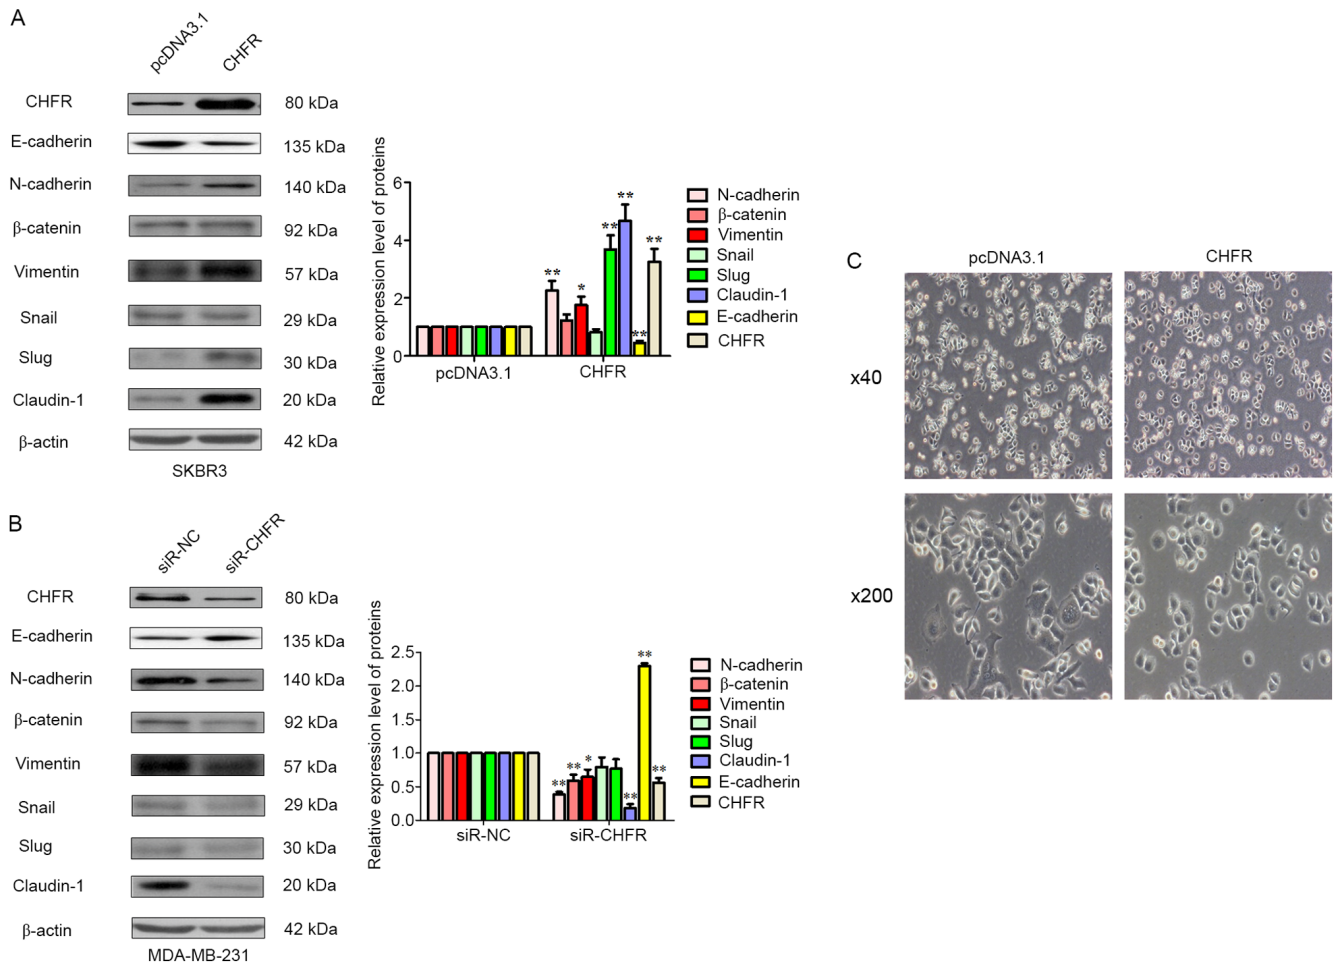 A
pcDNA3.1
CHFR
CHFR 80 kDa
E-cadherin 135 kDa
N-cadherin 140 kDa
β-catenin 92 kDa
Vimentin 57 kDa
Snail 29 kDa
Slug 30 kDa
Claudin-1 20 kDa
β-actin 42 kDa
SKBR3
Relative expression level of proteins
6
4
2
0
** * ** ** ** **
pcDNA3.1 CHFR
N-cadherin
β-catenin
Vimentin
Snail
Slug
Claudin-1
E-cadherin
CHFR
B
siR-NC
siR-CHFR
CHFR 80 kDa
E-cadherin 135 kDa
N-cadherin 140 kDa
β-catenin 92 kDa
Vimentin 57 kDa
Snail 29 kDa
Slug 30 kDa
Claudin-1 20 kDa
β-actin 42 kDa
MDA-MB-231
Relative expression level of proteins
2.5
2.0
1.5
1.0
0.5
0.0
** ** * ** ** **
siR-NC siR-CHFR
N-cadherin
β-catenin
Vimentin
Snail
Slug
Claudin-1
E-cadherin
CHFR
C
pcDNA3.1 CHFR
x40
x200